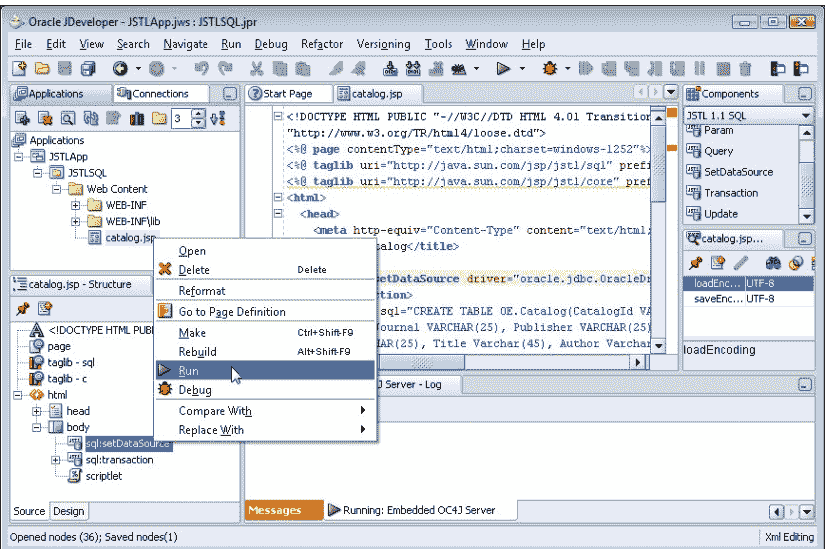 Oracle JDeveloper - JSTLApp.jws : JSTLSQL.jpr
File Edit View Search Navigate Run Debug Refactor Versioning Tools Window Help
Applications Connections
3
Applications
JSTLApp
JSTLSQL
Web Content
WEB-INF
WEB-INF\lib
catalog.jsp
Start Page catalog.jsp
<!DOCTYPE HTML PUBLIC "-//W3C//DTD HTML 4.01 Transition
"http://www.w3.org/TR/html4/loose.dtd">
<%@ page contentType="text/html;charset=windows-1252"%>
<%@ taglib uri="http://java.sun.com/jsp/jstl/sql" prefi
<%@ taglib uri="http://java.sun.com/jsp/jstl/core" pref
<html>
<head>
<meta http-equiv="Content-Type" content="text/html;
talog</title>
setDataSource driver="oracle.jdbc.OracleDr
ction>
sql="CREATE TABLE OE.Catalog(CatalogId VA
ournal VARCHAR(25), Publisher VARCHAR(25),
AR(25), Title Varchar(45), Author Varchar
Components
JSTL 1.1 SQL
Param
Query
SetDataSource
Transaction
Update
catalog.jsp...
loadEnc... UTF-8
saveEnc... UTF-8
loadEncoding
Open
Delete Delete
Reformat
Go to Page Definition
Make Ctrl+Shift-F9
Rebuild Alt+Shift-F9
Run
Debug
Compare With
Replace With
catalog.jsp - Structure
<!DOCTYPE HTML PUB
page
taglib - sql
taglib - c
html
head
body
sql:setDataSource
sql:transaction
scriptlet
Source Design
J Server - Log
Messages Running: Embedded OC4J Server
Opened nodes (36); Saved nodes(1) Xml Editing